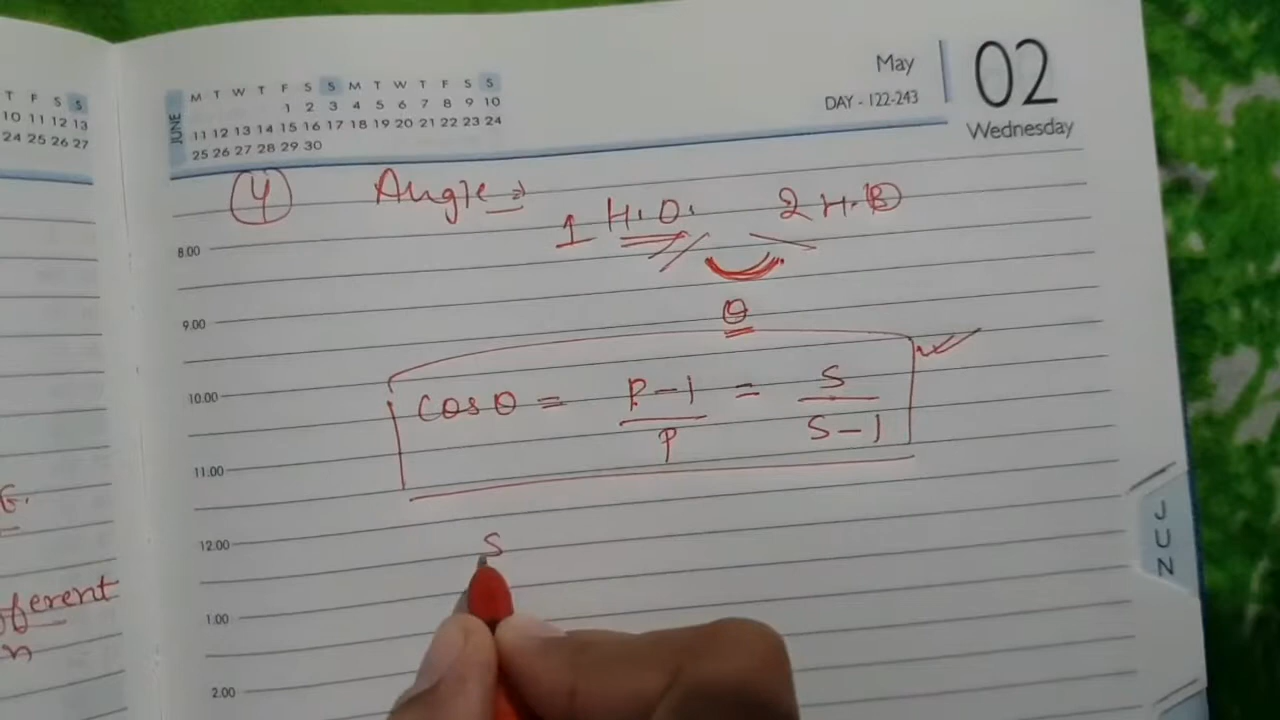 May
02
DAY - 122-243
Wednesday
JUNE
M T W T F S S M T W T F S S
1 2 3 4 5 6 7 8 9 10
11 12 13 14 15 16 17 18 19 20 21 22 23 24
25 26 27 28 29 30
T F S S
10 11 12 13
24 25 26 27
4 Angle ⇒
1 H.O. 2 H.O
θ
cosθ = P-1/P = S/S-1
S
8.00
9.00
10.00
11.00
12.00
1.00
2.00
JUN